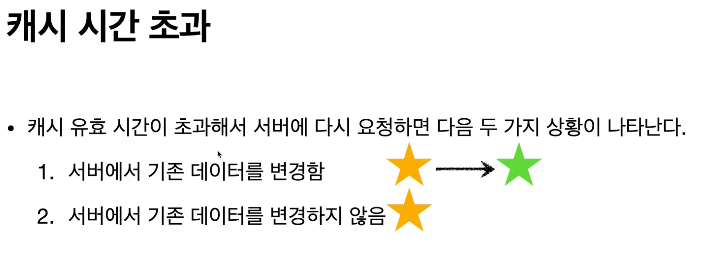 캐시 시간 초과
• 캐시 유효 시간이 초과해서 서버에 다시 요청하면 다음 두 가지 상황이 나타난다.
1. 서버에서 기존 데이터를 변경함
2. 서버에서 기존 데이터를 변경하지 않음